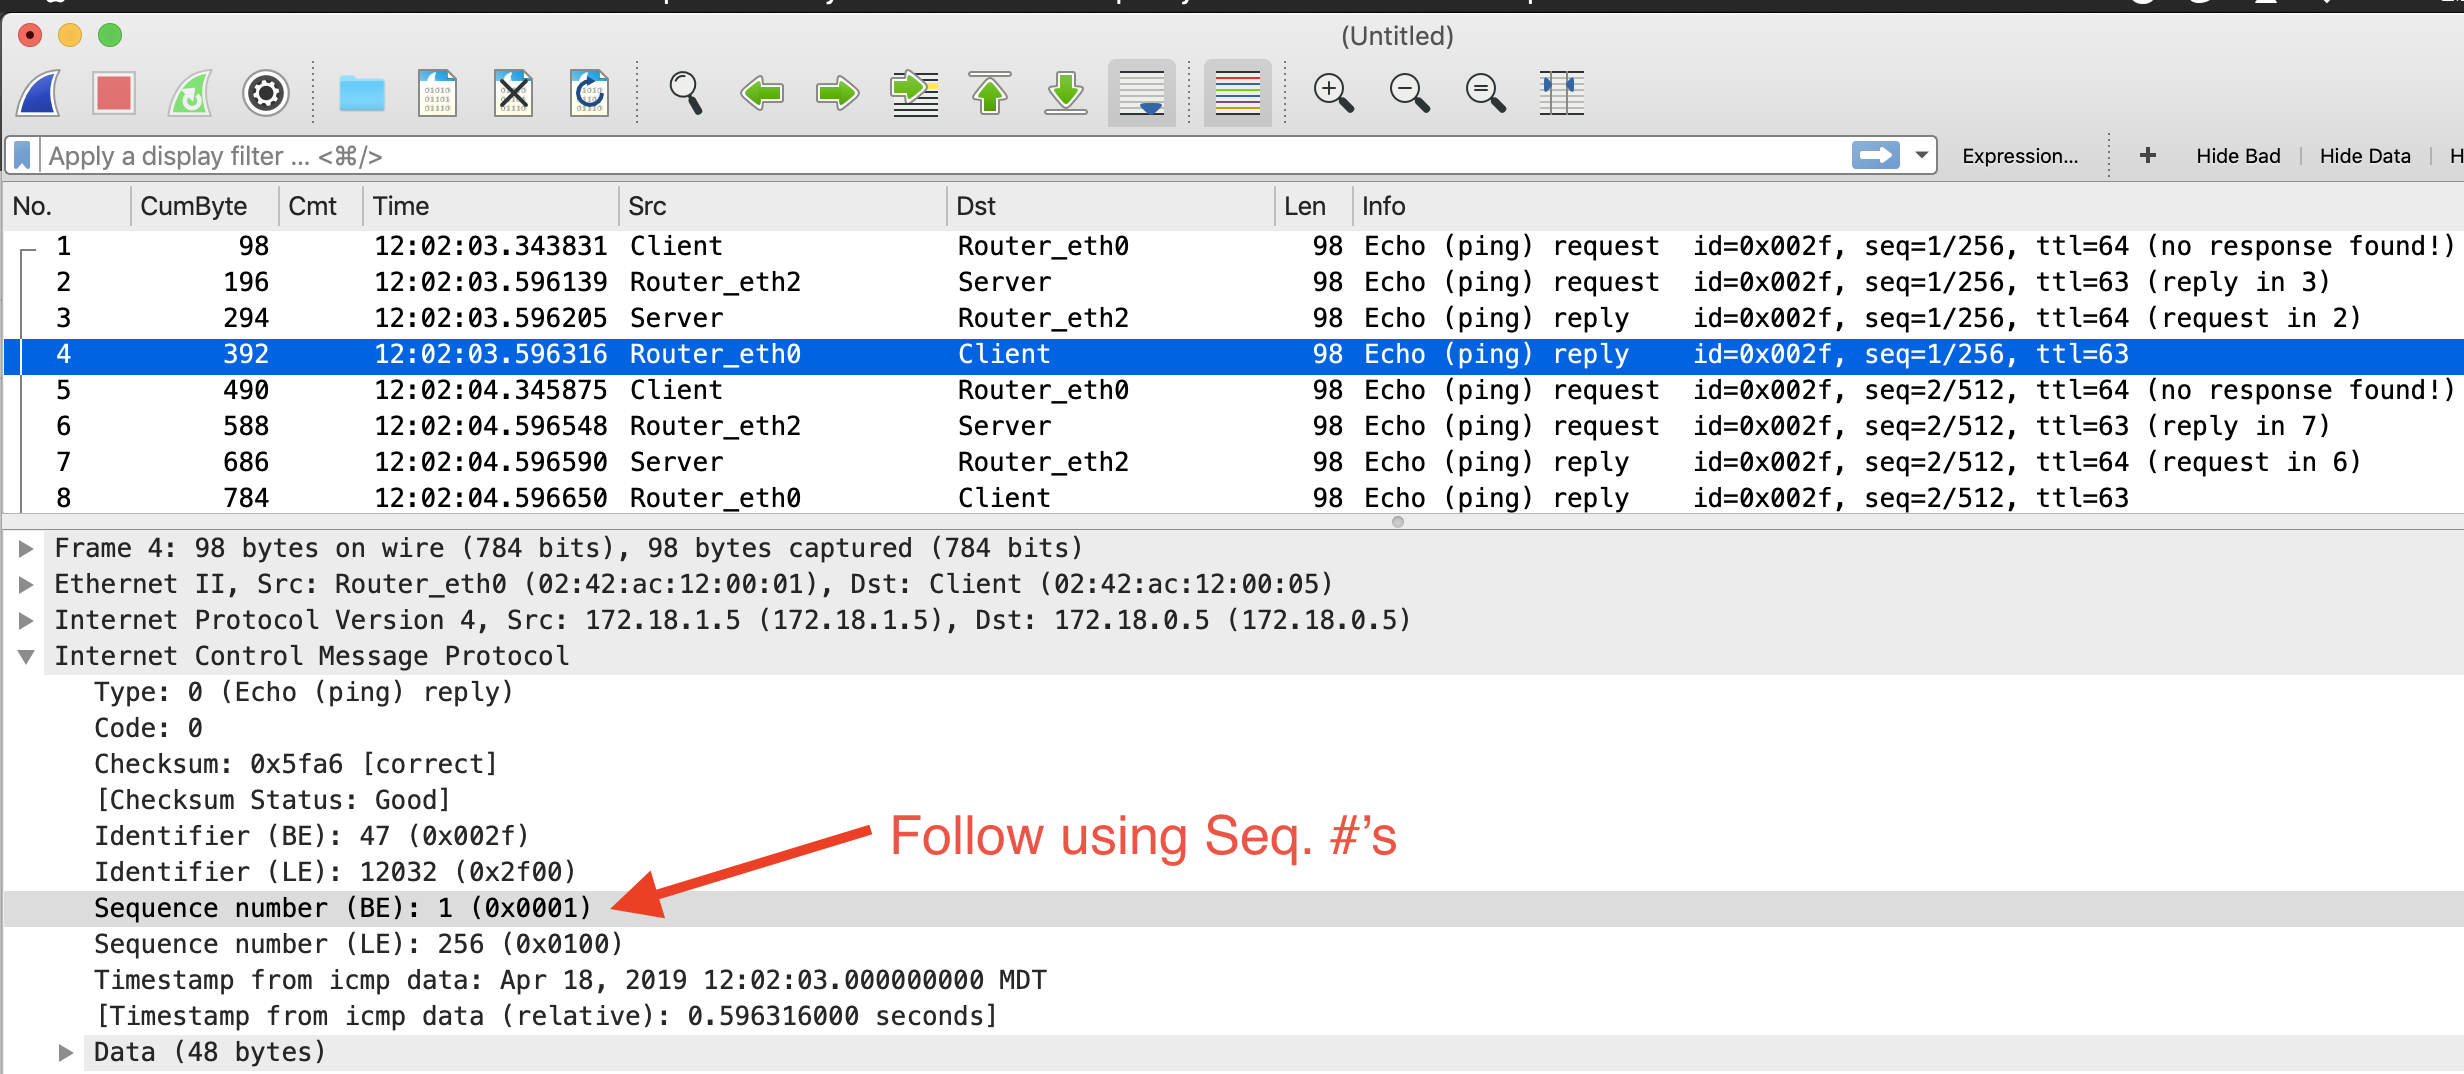 (Untitled)
Apply a display filter ... <⌘/>
Expression...
+
Hide Bad
Hide Data
No. CumByte Cmt Time Src Dst Len Info
1 98 12:02:03.343831 Client Router_eth0 98 Echo (ping) request id=0x002f, seq=1/256, ttl=64 (no response found!)
2 196 12:02:03.596139 Router_eth2 Server 98 Echo (ping) request id=0x002f, seq=1/256, ttl=63 (reply in 3)
3 294 12:02:03.596205 Server Router_eth2 98 Echo (ping) reply id=0x002f, seq=1/256, ttl=64 (request in 2)
4 392 12:02:03.596316 Router_eth0 Client 98 Echo (ping) reply id=0x002f, seq=1/256, ttl=63
5 490 12:02:04.345875 Client Router_eth0 98 Echo (ping) request id=0x002f, seq=2/512, ttl=64 (no response found!)
6 588 12:02:04.596548 Router_eth2 Server 98 Echo (ping) request id=0x002f, seq=2/512, ttl=63 (reply in 7)
7 686 12:02:04.596590 Server Router_eth2 98 Echo (ping) reply id=0x002f, seq=2/512, ttl=64 (request in 6)
8 784 12:02:04.596650 Router_eth0 Client 98 Echo (ping) reply id=0x002f, seq=2/512, ttl=63
Frame 4: 98 bytes on wire (784 bits), 98 bytes captured (784 bits)
Ethernet II, Src: Router_eth0 (02:42:ac:12:00:01), Dst: Client (02:42:ac:12:00:05)
Internet Protocol Version 4, Src: 172.18.1.5 (172.18.1.5), Dst: 172.18.0.5 (172.18.0.5)
Internet Control Message Protocol
Type: 0 (Echo (ping) reply)
Code: 0
Checksum: 0x5fa6 [correct]
[Checksum Status: Good]
Identifier (BE): 47 (0x002f)
Follow using Seq. #’s
Identifier (LE): 12032 (0x2f00)
Sequence number (BE): 1 (0x0001)
Sequence number (LE): 256 (0x0100)
Timestamp from icmp data: Apr 18, 2019 12:02:03.000000000 MDT
[Timestamp from icmp data (relative): 0.596316000 seconds]
Data (48 bytes)